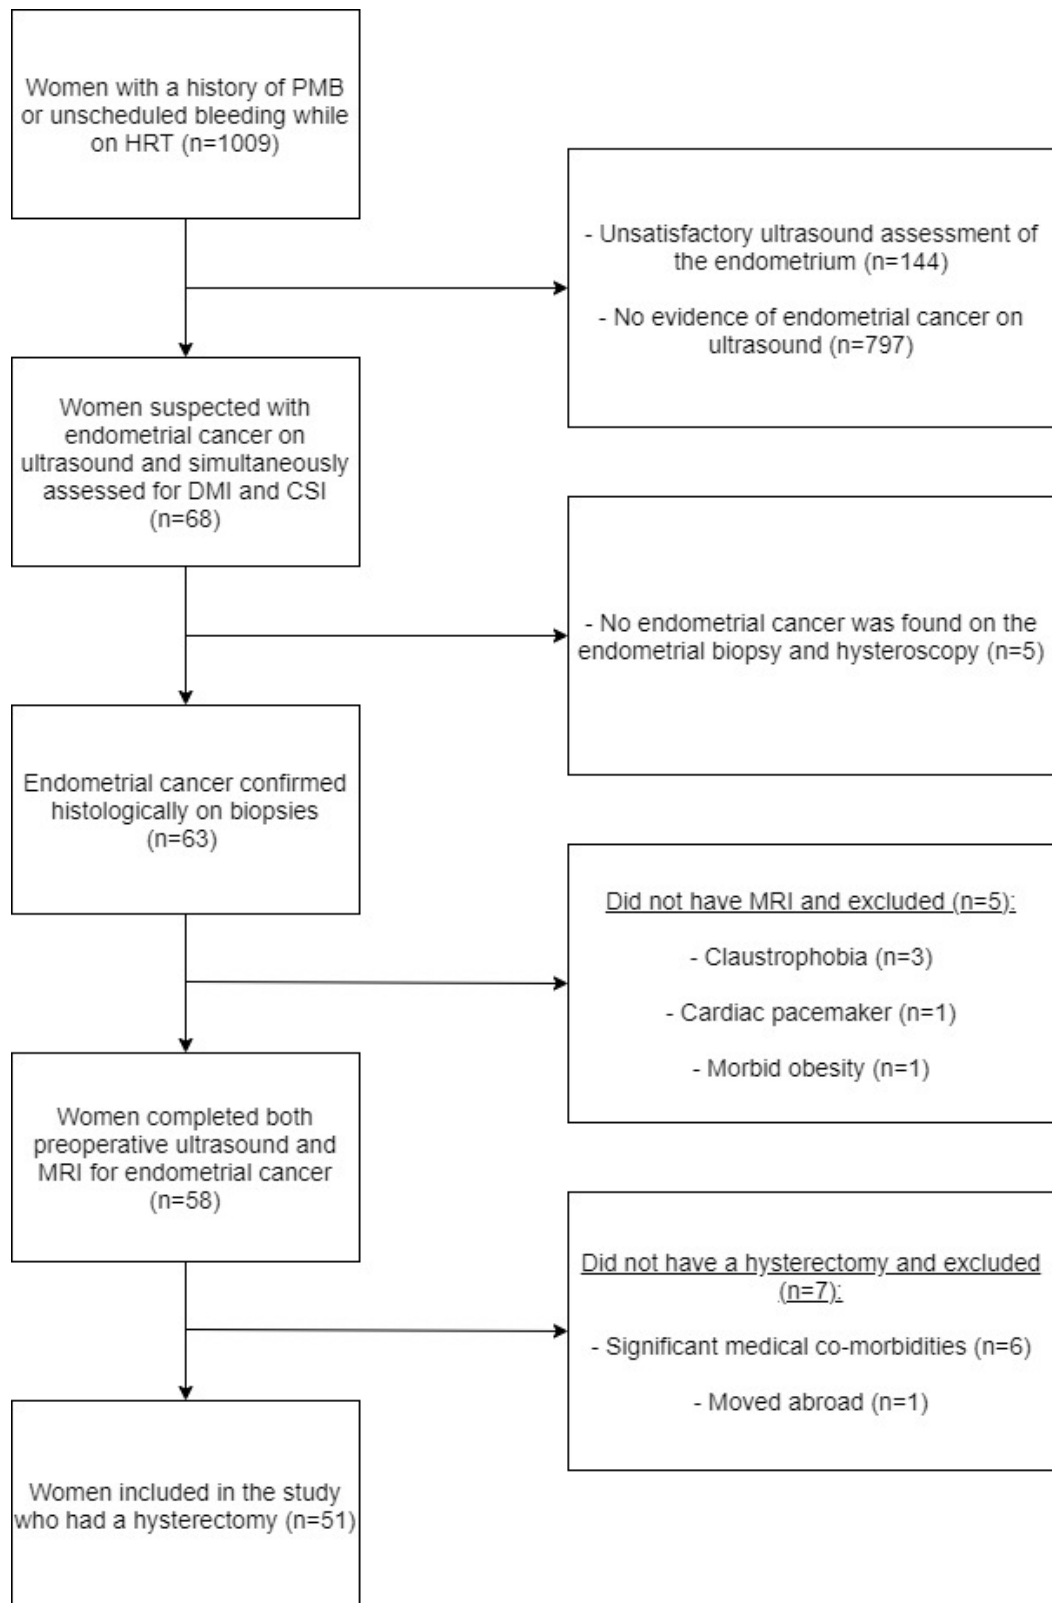 Women with a history of PMB
or unscheduled bleeding while
on HRT (n=1009)
- Unsatisfactory ultrasound assessment of
the endometrium (n=144)
- No evidence of endometrial cancer on
ultrasound (n=797)
Women suspected with
endometrial cancer on
ultrasound and simultaneously
assessed for DMI and CSI
(n=68)
- No endometrial cancer was found on the
endometrial biopsy and hysteroscopy (n=5)
Endometrial cancer confirmed
histologically on biopsies
(n=63)
Did not have MRI and excluded (n=5):
- Claustrophobia (n=3)
- Cardiac pacemaker (n=1)
- Morbid obesity (n=1)
Women completed both
preoperative ultrasound and
MRI for endometrial cancer
(n=58)
Did not have a hysterectomy and excluded
(n=7):
- Significant medical co-morbidities (n=6)
- Moved abroad (n=1)
Women included in the study
who had a hysterectomy (n=51)